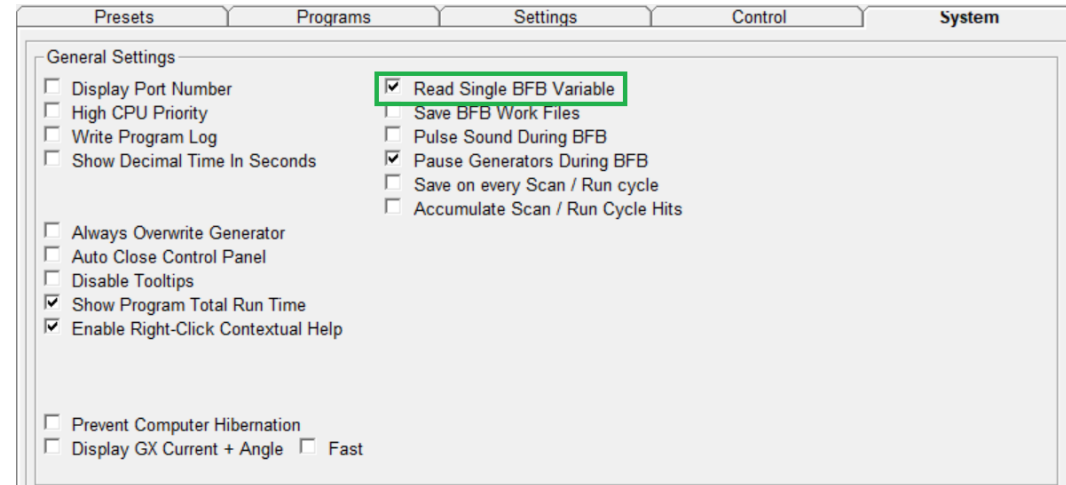 Presets Programs Settings Control System
General Settings
Display Port Number
High CPU Priority
Write Program Log
Show Decimal Time In Seconds
Read Single BFB Variable
Save BFB Work Files
Pulse Sound During BFB
Pause Generators During BFB
Save on every Scan / Run cycle
Accumulate Scan / Run Cycle Hits
Always Overwrite Generator
Auto Close Control Panel
Disable Tooltips
Show Program Total Run Time
Enable Right-Click Contextual Help
Prevent Computer Hibernation
Display GX Current + Angle Fast